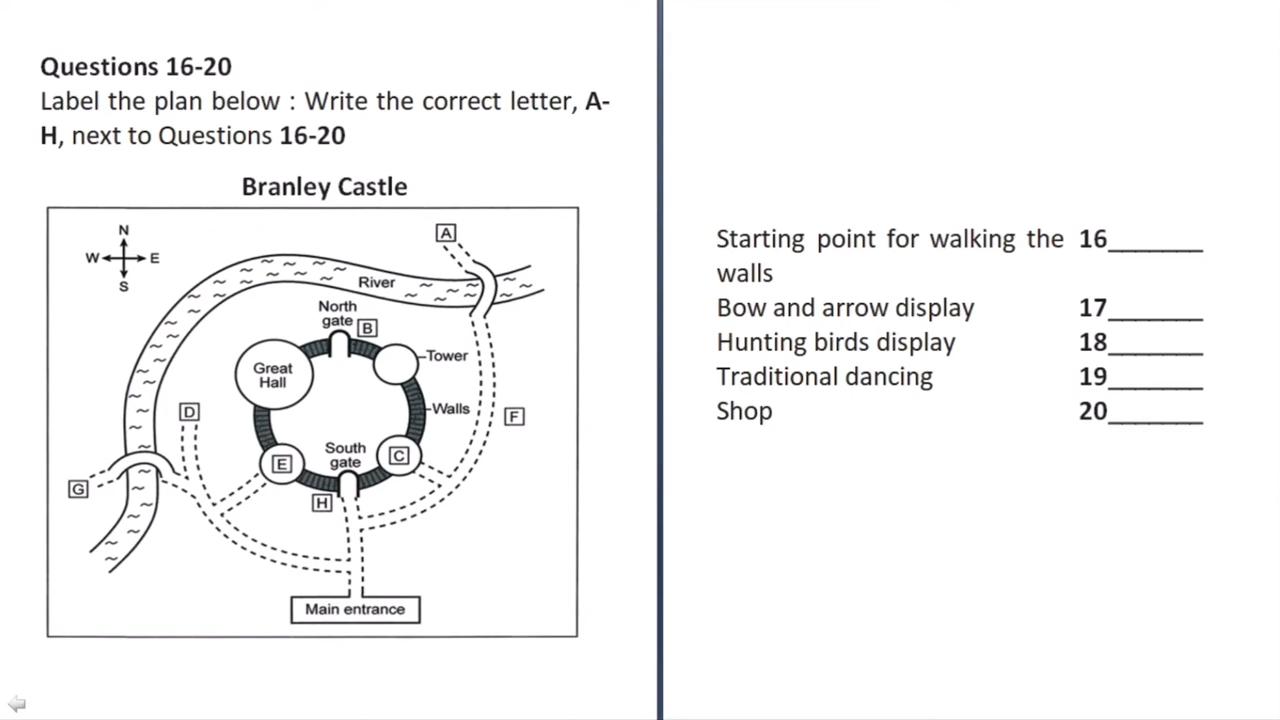 Questions 16-20
Label the plan below : Write the correct letter, A-
H, next to Questions 16-20
Branley Castle
N
W E
S
A
River
North
gate
B
Tower
Great
Hall
Walls
D
F
South
gate
C
E
G
H
Main entrance
Starting point for walking the 16________
walls
Bow and arrow display 17________
Hunting birds display 18________
Traditional dancing 19________
Shop 20________